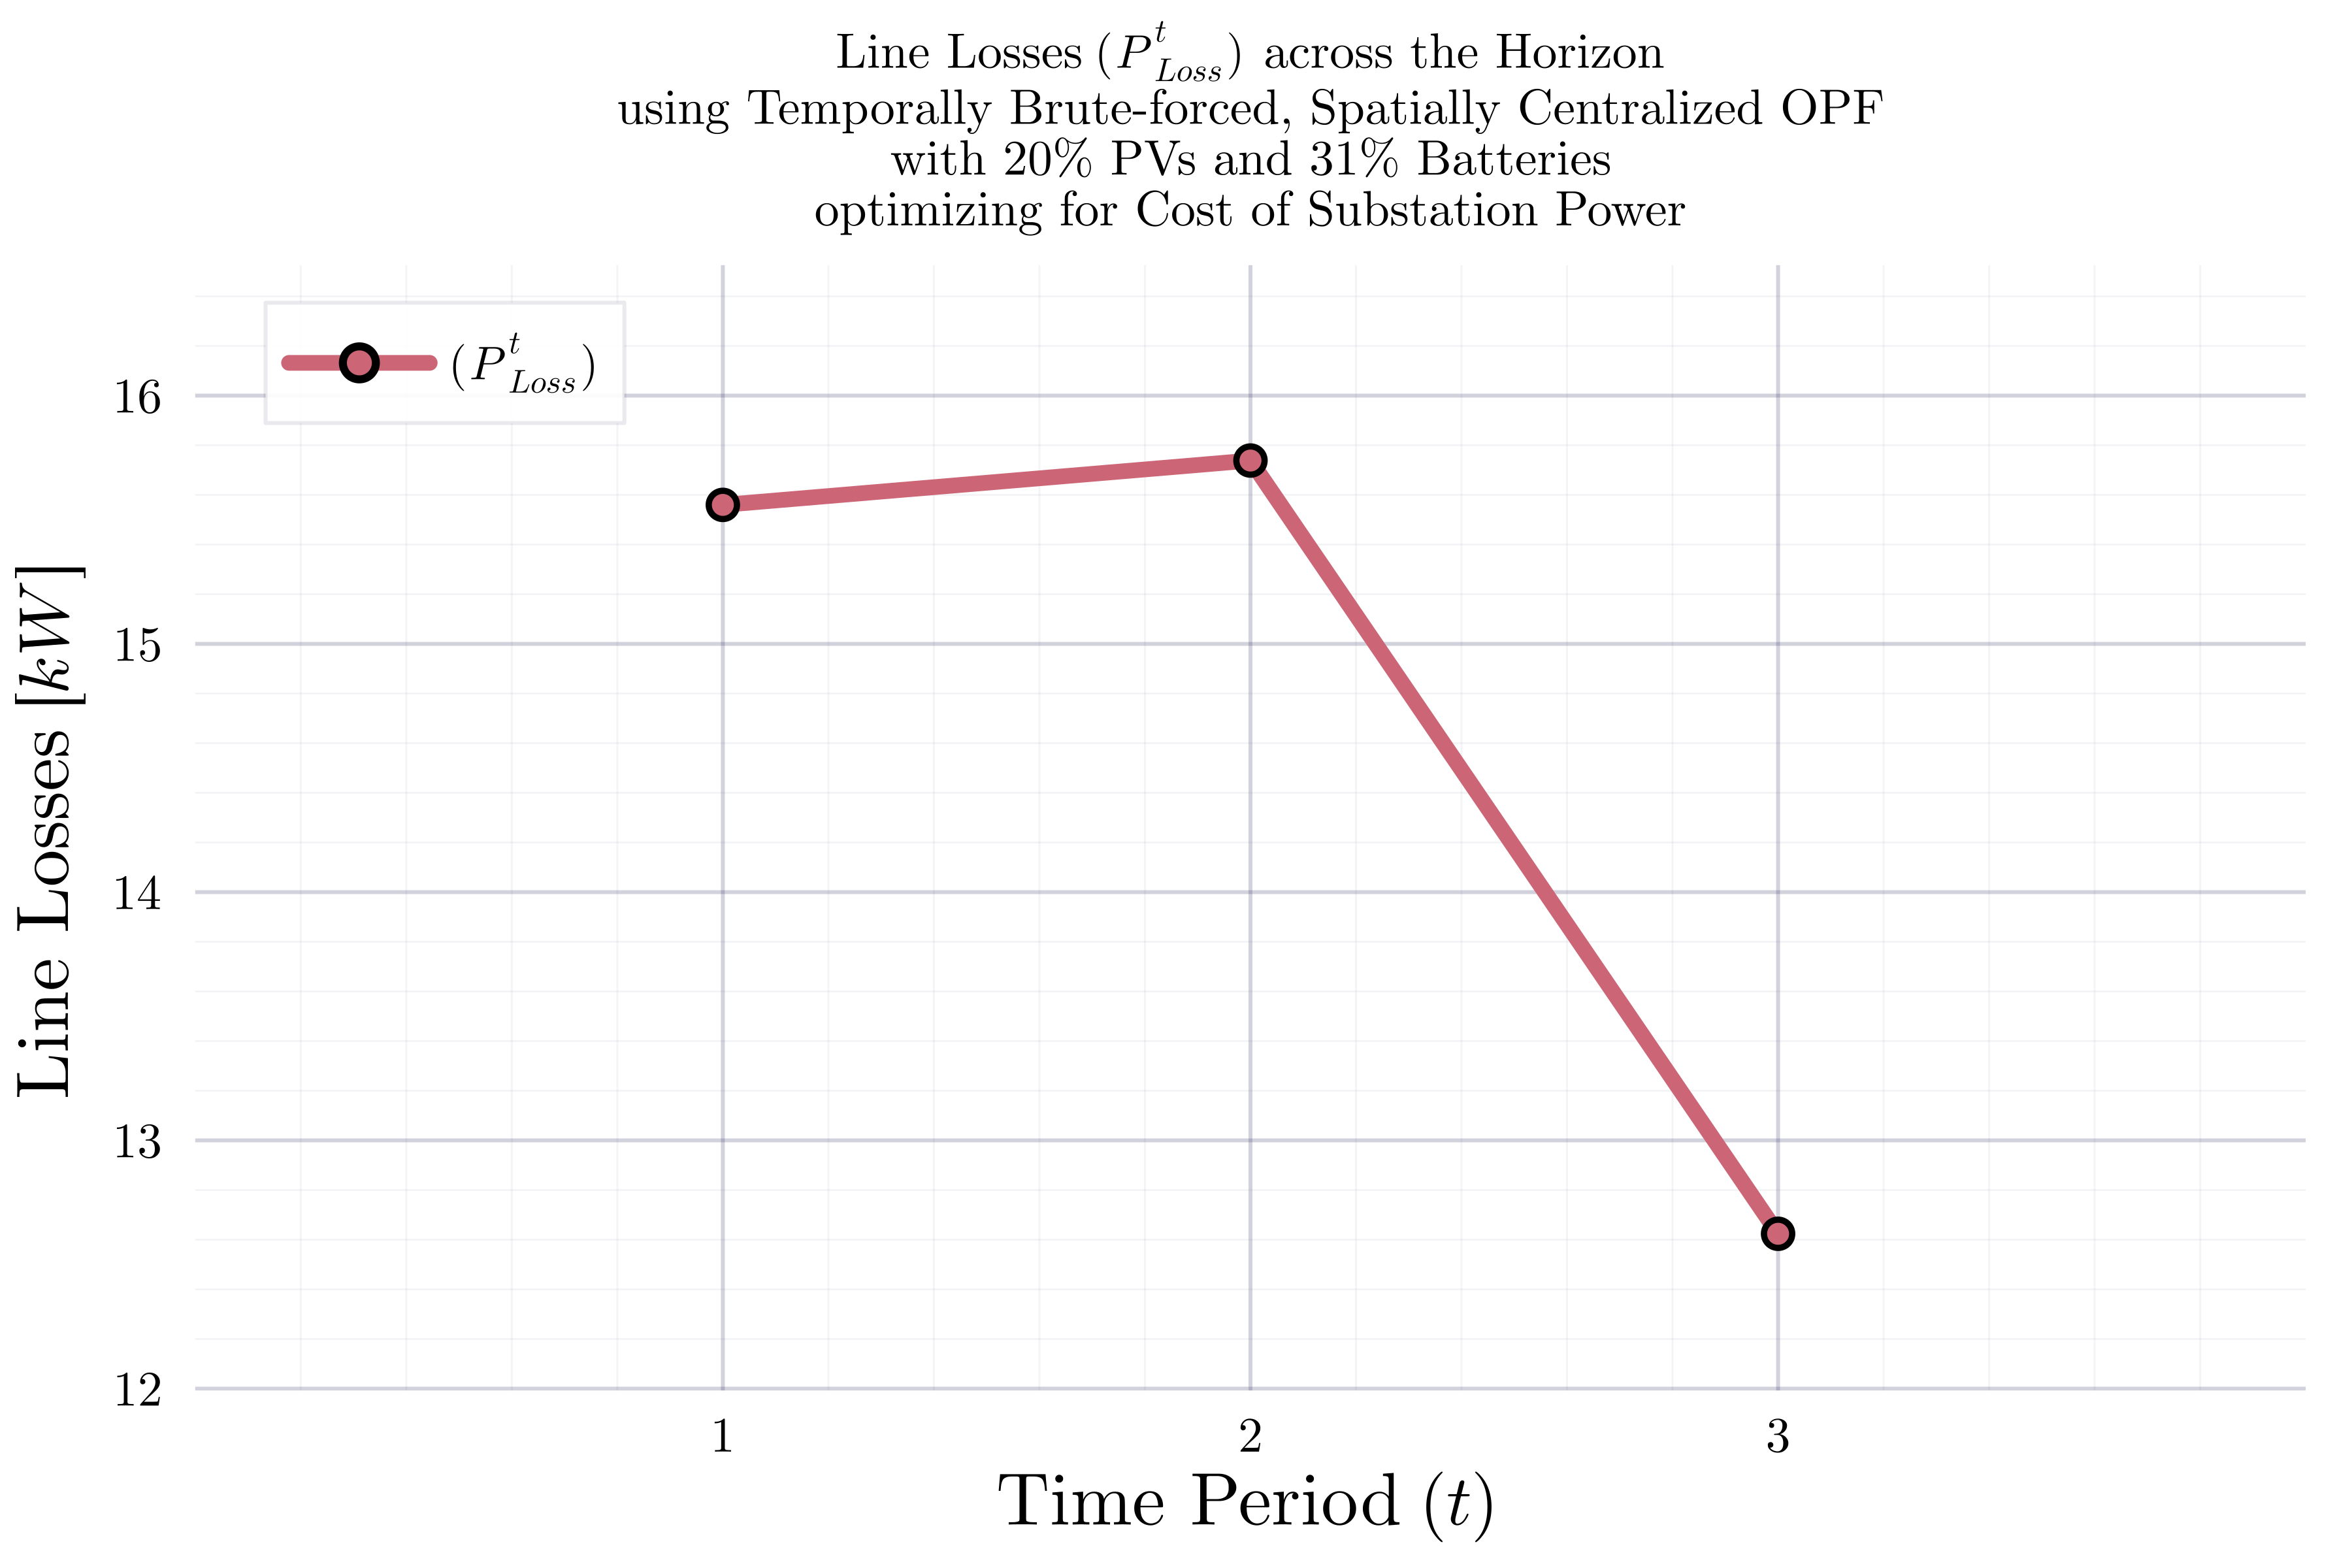 Line Losses (P^t_Loss) across the Horizon
using Temporally Brute-forced, Spatially Centralized OPF
with 20% PVs and 31% Batteries
optimizing for Cost of Substation Power
(P^t_Loss)
Line Losses [kW]
16
15
14
13
12
1
2
3
Time Period (t)